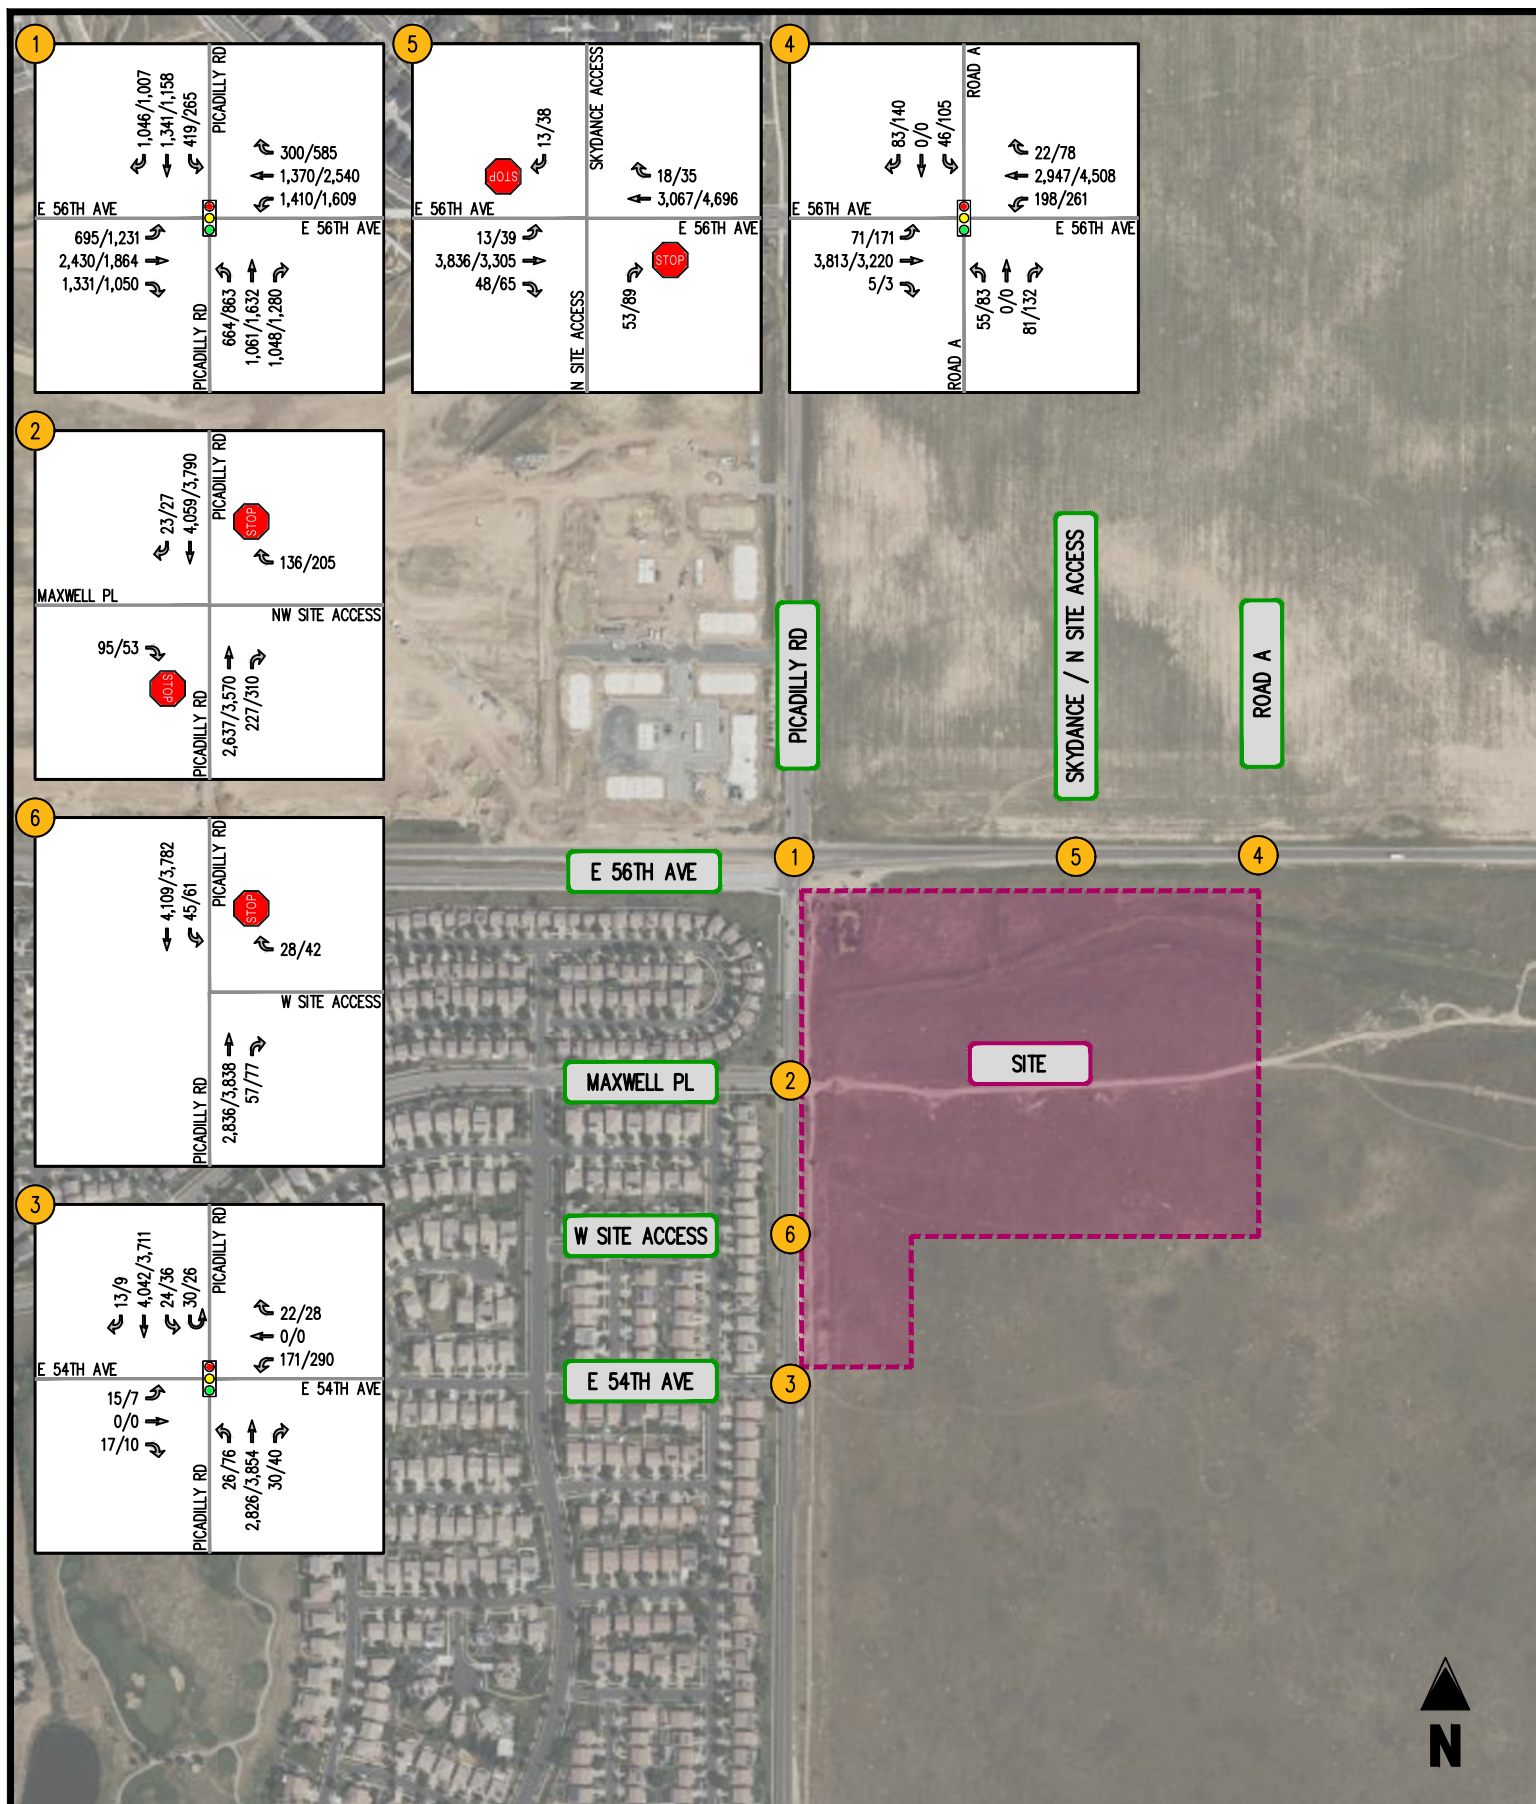 1
PICADILLY RD
1,046/1,007
1,341/1,158
419/265
300/585
1,370/2,540
1,410/1,609
E 56TH AVE
E 56TH AVE
695/1,231
2,430/1,864
1,331/1,050
664/863
1,061/1,632
1,048/1,280
PICADILLY RD
5
SKYDANCE ACCESS
13/38
STOP
18/35
3,067/4,696
E 56TH AVE
E 56TH AVE
13/39
3,836/3,305
48/65
STOP
53/89
N SITE ACCESS
4
ROAD A
83/140
0/0
46/105
22/78
2,947/4,508
198/261
E 56TH AVE
E 56TH AVE
71/171
3,813/3,220
5/3
55/83
0/0
81/132
ROAD A
2
PICADILLY RD
23/27
4,059/3,790
STOP
136/205
MAXWELL PL
NW SITE ACCESS
95/53
STOP
2,637/3,570
227/310
PICADILLY RD
6
PICADILLY RD
4,109/3,782
45/61
STOP
28/42
W SITE ACCESS
2,836/3,838
57/77
PICADILLY RD
3
PICADILLY RD
13/9
4,042/3,711
24/36
30/26
22/28
0/0
171/290
E 54TH AVE
E 54TH AVE
15/7
0/0
17/10
26/76
2,826/3,854
30/40
PICADILLY RD
PICADILLY RD
SKYDANCE / N SITE ACCESS
ROAD A
E 56TH AVE
1
5
4
SITE
MAXWELL PL
2
W SITE ACCESS
6
E 54TH AVE
3
N